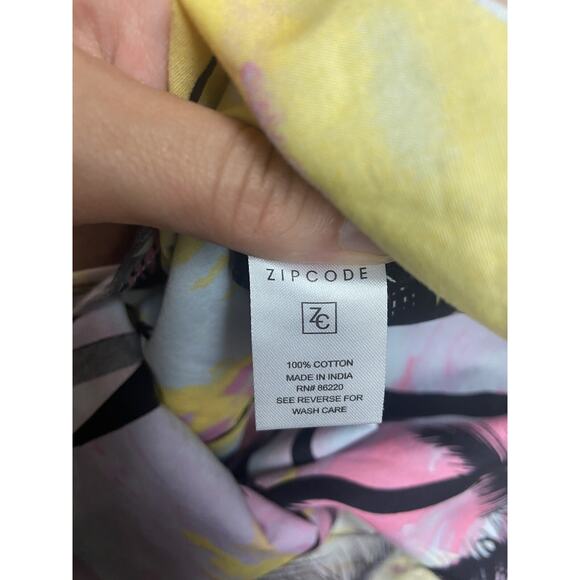 ZIPCODE
ZC
100% COTTON
MADE IN INDIA
RN# 86220
SEE REVERSE FOR
WASH CARE